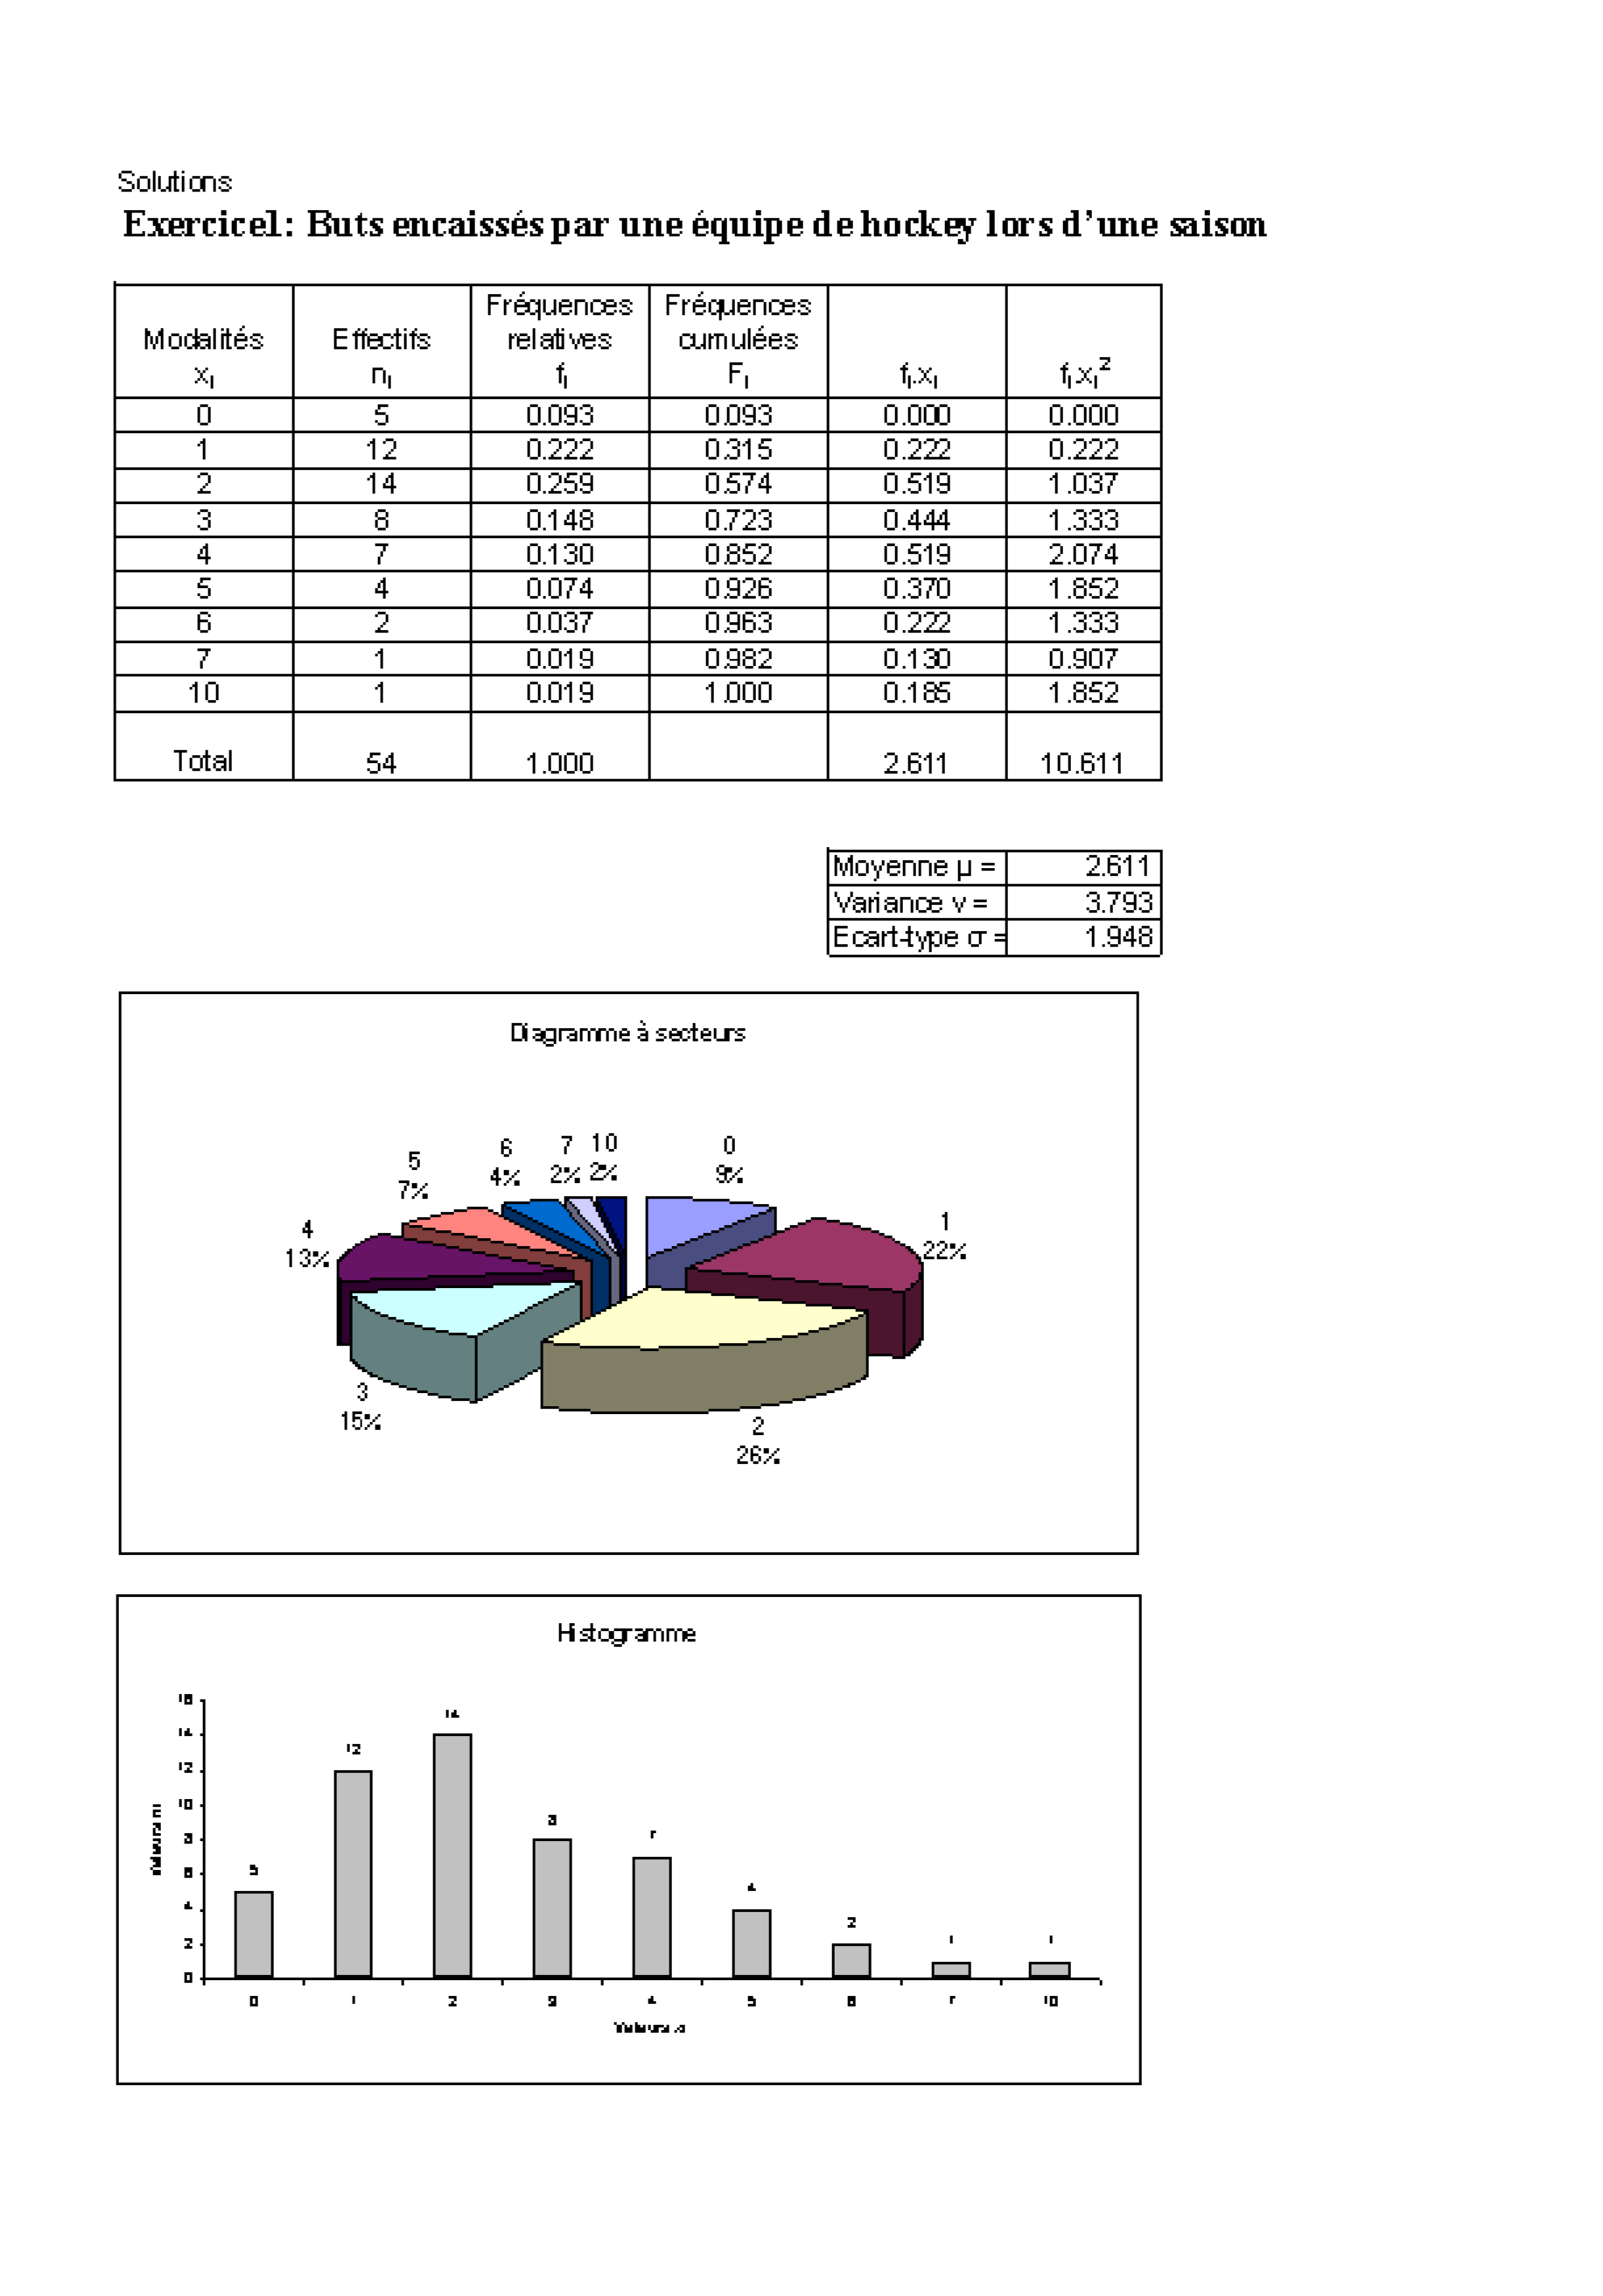 Solutions
Exercice1: Buts encaissés par une équipe de hockey lors d'une saison
Modalités xi Effectifs ni Fréquences relatives fi Fréquences cumulées Fi fi.xi fi.xi²
0 5 0.093 0.093 0.000 0.000
1 12 0.222 0.315 0.222 0.222
2 14 0.259 0.574 0.519 1.037
3 8 0.148 0.723 0.444 1.333
4 7 0.130 0.852 0.519 2.074
5 4 0.074 0.926 0.370 1.852
6 2 0.037 0.963 0.222 1.333
7 1 0.019 0.982 0.130 0.907
10 1 0.019 1.000 0.185 1.852
Total 54 1.000 2.611 10.611
Moyenne µ = 2.611
Variance v = 3.793
Ecart-type σ = 1.948
Diagramme à secteurs
0
9%
1
22%
2
26%
3
15%
4
13%
5
7%
6
4%
7
2%
10
2%
Histogramme
16
14
12
10
8
6
4
2
0
5 12 14 8 7 4 2 1 1
0 1 2 3 4 5 6 7 10